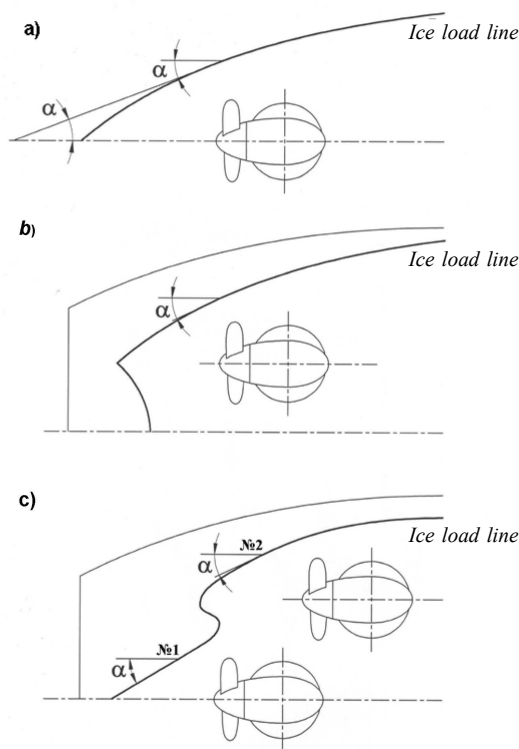 a)
Ice load line
α
α
b)
Ice load line
α
c)
Ice load line
№2
α
№1
α